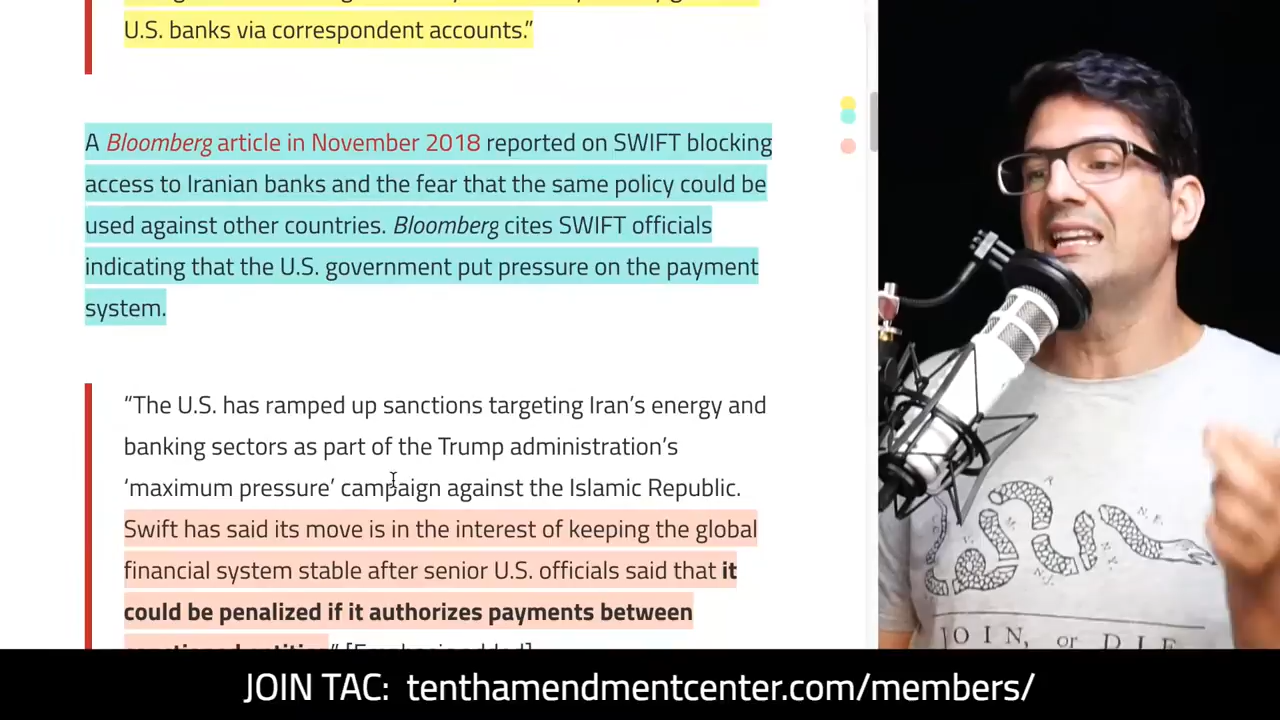 U.S. banks via correspondent accounts.”
A Bloomberg article in November 2018 reported on SWIFT blocking
access to Iranian banks and the fear that the same policy could be
used against other countries. Bloomberg cites SWIFT officials
indicating that the U.S. government put pressure on the payment
system.
“The U.S. has ramped up sanctions targeting Iran’s energy and
banking sectors as part of the Trump administration’s
‘maximum pressure’ campaign against the Islamic Republic.
Swift has said its move is in the interest of keeping the global
financial system stable after senior U.S. officials said that it
could be penalized if it authorizes payments between
JOIN, or DIE
JOIN TAC: tenthamendmentcenter.com/members/